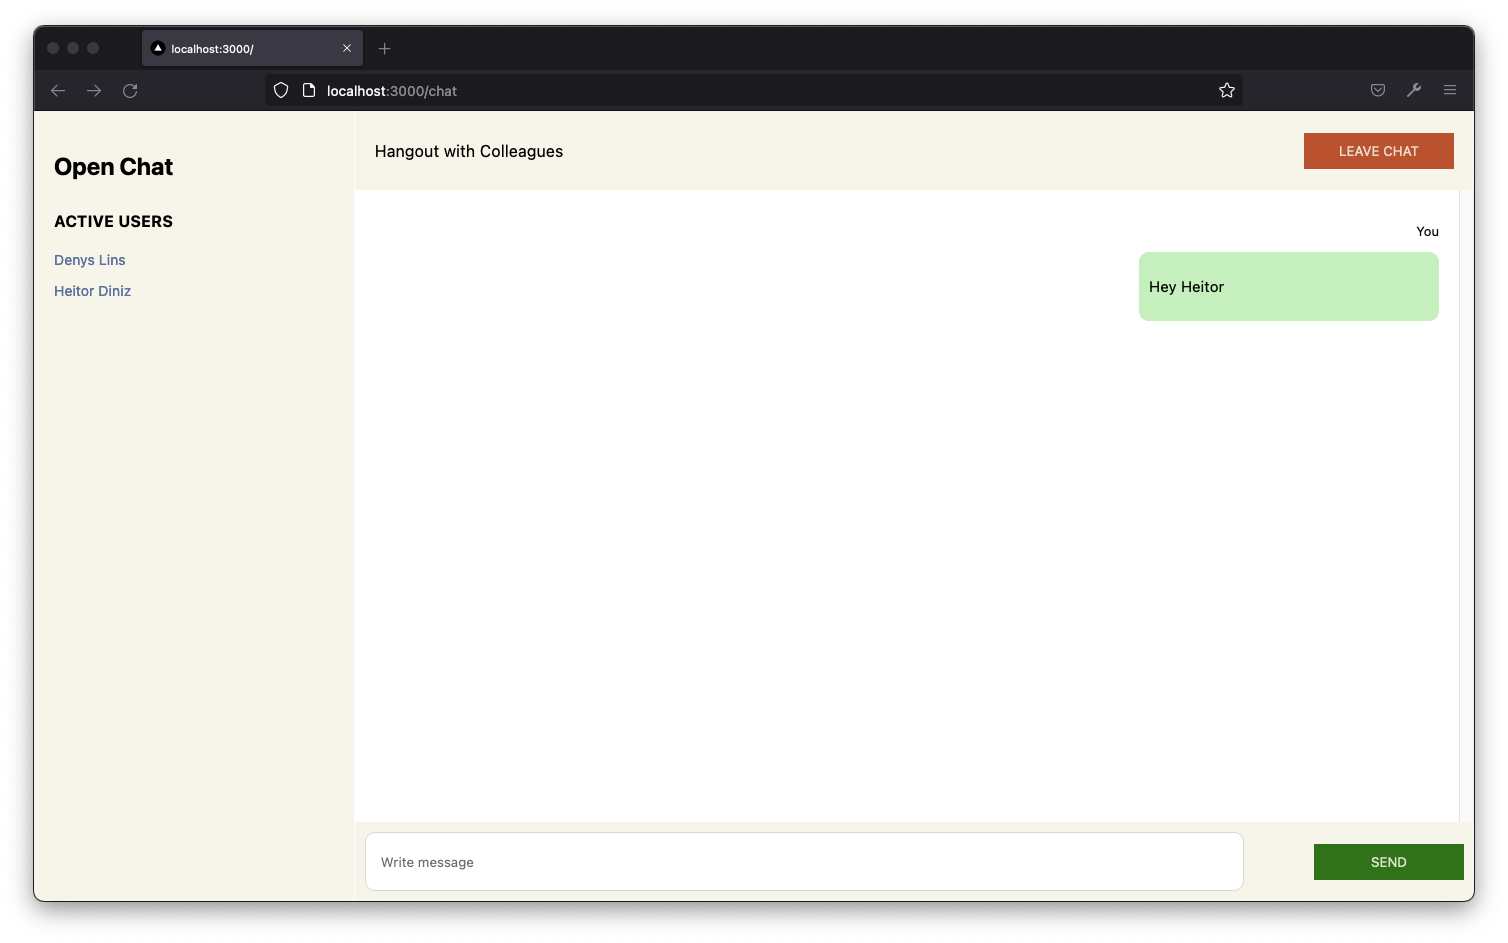 localhost:3000/
localhost:3000/chat
Open Chat
ACTIVE USERS
Denys Lins
Heitor Diniz
Hangout with Colleagues
LEAVE CHAT
You
Hey Heitor
Write message
SEND